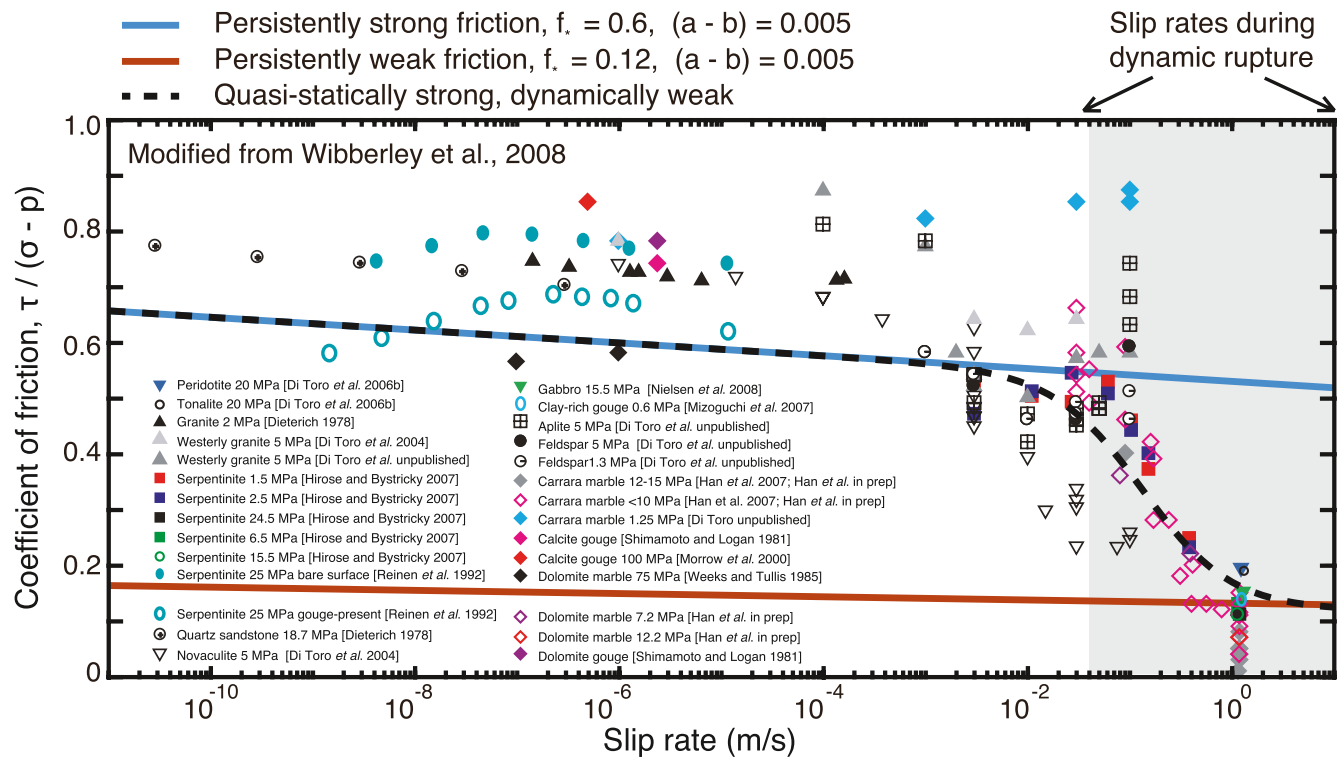 Persistently strong friction, f* = 0.6, (a - b) = 0.005
Persistently weak friction, f* = 0.12, (a - b) = 0.005
Quasi-statically strong, dynamically weak
Slip rates during
dynamic rupture
Modified from Wibberley et al., 2008
Coefficient of friction, τ / (σ - p)
1.0
0.8
0.6
0.4
0.2
0
Peridotite 20 MPa [Di Toro et al. 2006b]
Tonalite 20 MPa [Di Toro et al. 2006b]
Granite 2 MPa [Dieterich 1978]
Westerly granite 5 MPa [Di Toro et al. 2004]
Westerly granite 5 MPa [Di Toro et al. unpublished]
Serpentinite 1.5 MPa [Hirose and Bystricky 2007]
Serpentinite 2.5 MPa [Hirose and Bystricky 2007]
Serpentinite 24.5 MPa [Hirose and Bystricky 2007]
Serpentinite 6.5 MPa [Hirose and Bystricky 2007]
Serpentinite 15.5 MPa [Hirose and Bystricky 2007]
Serpentinite 25 MPa bare surface [Reinen et al. 1992]
Serpentinite 25 MPa gouge-present [Reinen et al. 1992]
Quartz sandstone 18.7 MPa [Dieterich 1978]
Novaculite 5 MPa [Di Toro et al. 2004]
Gabbro 15.5 MPa [Nielsen 2008]
Clay-rich gouge 0.6 MPa [Mizoguchi et al. 2007]
Aplite 5 MPa [Di Toro et al. unpublished]
Feldspar 5 MPa [Di Toro et al. unpublished]
Feldspar1.3 MPa [Di Toro et al. unpublished]
Carrara marble 12-15 MPa [Han et al. 2007; Han et al. in prep]
Carrara marble <10 MPa [Han et al. 2007; Han et al. in prep]
Carrara marble 1.25 MPa [Di Toro unpublished]
Calcite gouge [Shimamoto and Logan 1981]
Calcite gouge 100 MPa [Morrow et al. 2000]
Dolomite marble 75 MPa [Weeks and Tullis 1985]
Dolomite marble 7.2 MPa [Han et al. in prep]
Dolomite marble 12.2 MPa [Han et al. in prep]
Dolomite gouge [Shimamoto and Logan 1981]
10⁻¹⁰ 10⁻⁸ 10⁻⁶ 10⁻⁴ 10⁻² 10⁰
Slip rate (m/s)